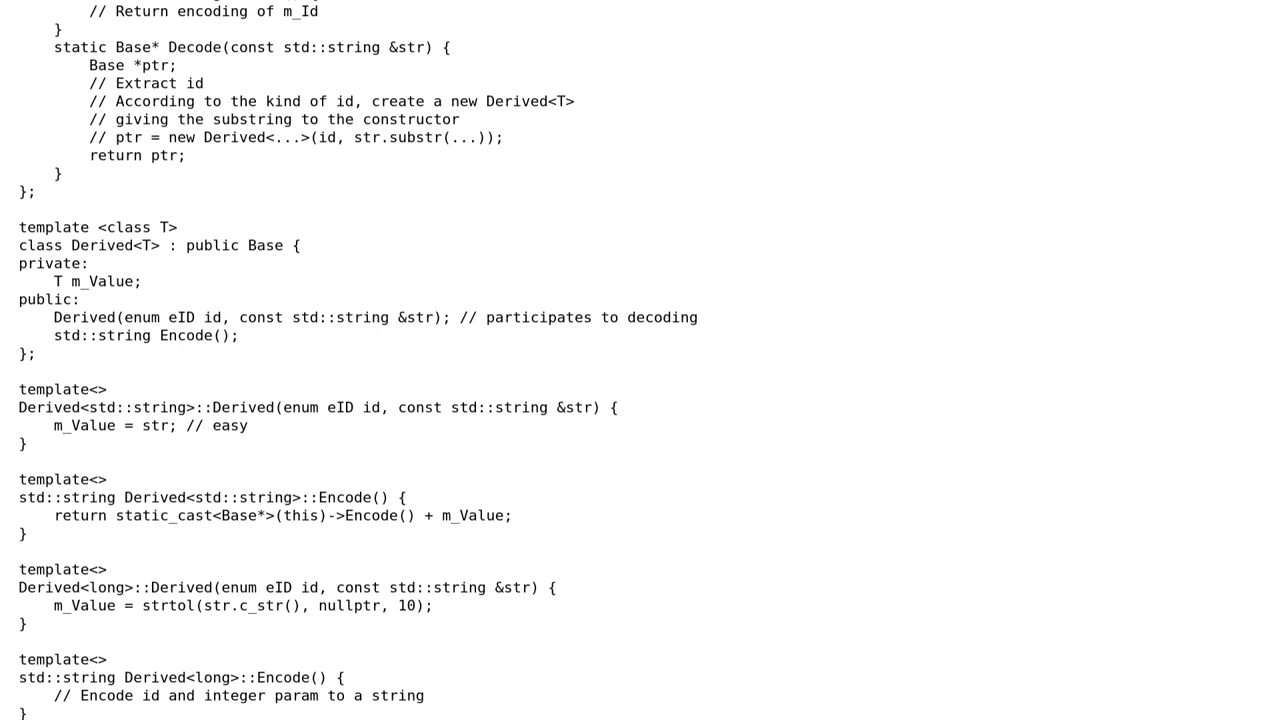 // Return encoding of m_Id
}
static Base* Decode(const std::string &str) {
Base *ptr;
// Extract id
// According to the kind of id, create a new Derived<T>
// giving the substring to the constructor
// ptr = new Derived<...>(id, str.substr(...));
return ptr;
}
};
template <class T>
class Derived<T> : public Base {
private:
T m_Value;
public:
Derived(enum eID id, const std::string &str); // participates to decoding
std::string Encode();
};
template<>
Derived<std::string>::Derived(enum eID id, const std::string &str) {
m_Value = str; // easy
}
template<>
std::string Derived<std::string>::Encode() {
return static_cast<Base*>(this)->Encode() + m_Value;
}
template<>
Derived<long>::Derived(enum eID id, const std::string &str) {
m_Value = strtol(str.c_str(), nullptr, 10);
}
template<>
std::string Derived<long>::Encode() {
// Encode id and integer param to a string
}